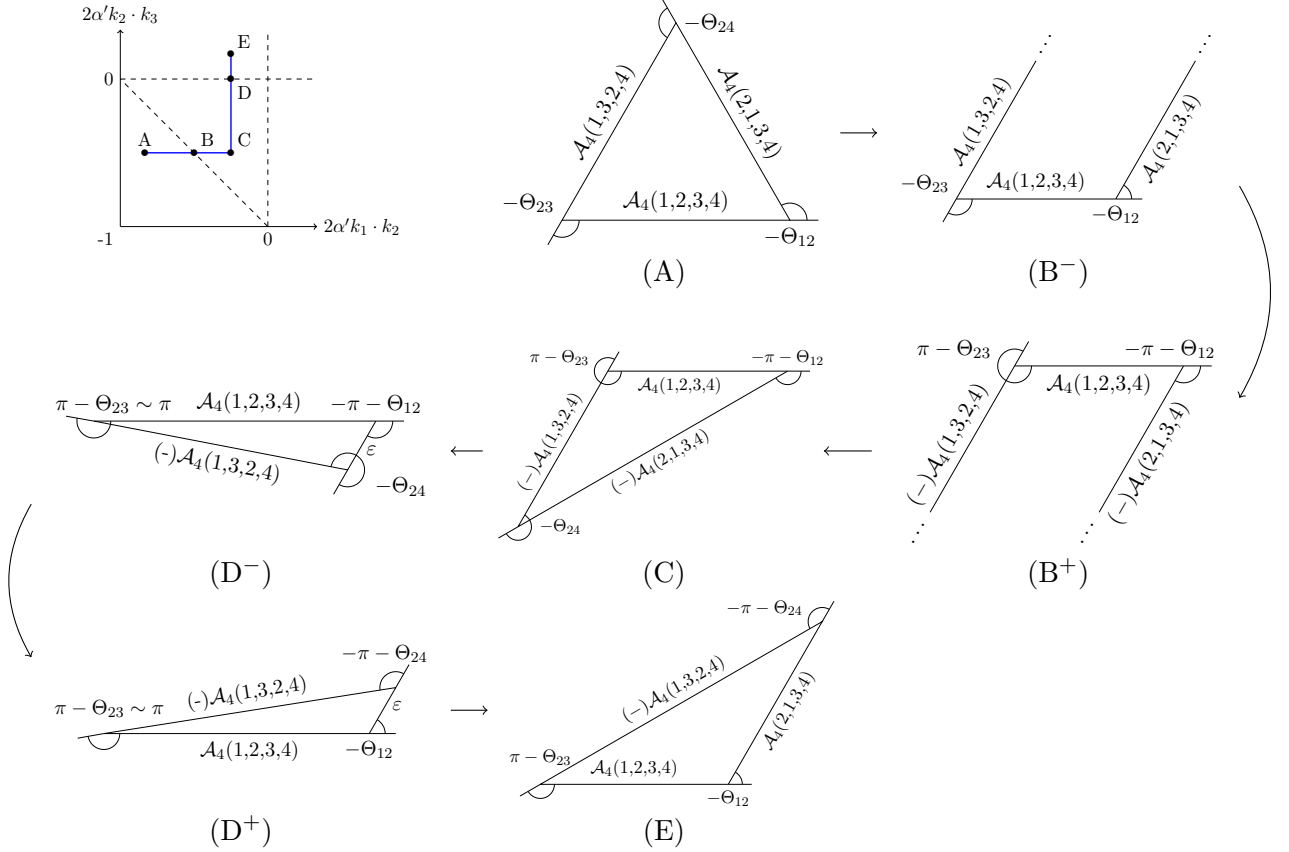 2α′k₂ · k₃
0
-1
0
2α′k₁ · k₂
A
B
C
D
E
−Θ₂₄
𝒜₄(1,3,2,4)
𝒜₄(2,1,3,4)
−Θ₂₃
𝒜₄(1,2,3,4)
−Θ₁₂
(A)
𝒜₄(1,3,2,4)
𝒜₄(2,1,3,4)
−Θ₂₃
𝒜₄(1,2,3,4)
−Θ₁₂
(B⁻)
π − Θ₂₃ ∼ π
𝒜₄(1,2,3,4)
−π − Θ₁₂
(-)𝒜₄(1,3,2,4)
ε
−Θ₂₄
(D⁻)
π − Θ₂₃
−π − Θ₁₂
𝒜₄(1,2,3,4)
(−)𝒜₄(1,3,2,4)
(−)𝒜₄(2,1,3,4)
−Θ₂₄
(C)
π − Θ₂₃
−π − Θ₁₂
𝒜₄(1,2,3,4)
(−)𝒜₄(1,3,2,4)
(−)𝒜₄(2,1,3,4)
(B⁺)
−π − Θ₂₄
π − Θ₂₃ ∼ π
(-)𝒜₄(1,3,2,4)
ε
𝒜₄(1,2,3,4)
−Θ₁₂
(D⁺)
−π − Θ₂₄
(−)𝒜₄(1,3,2,4)
𝒜₄(2,1,3,4)
π − Θ₂₃
𝒜₄(1,2,3,4)
−Θ₁₂
(E)